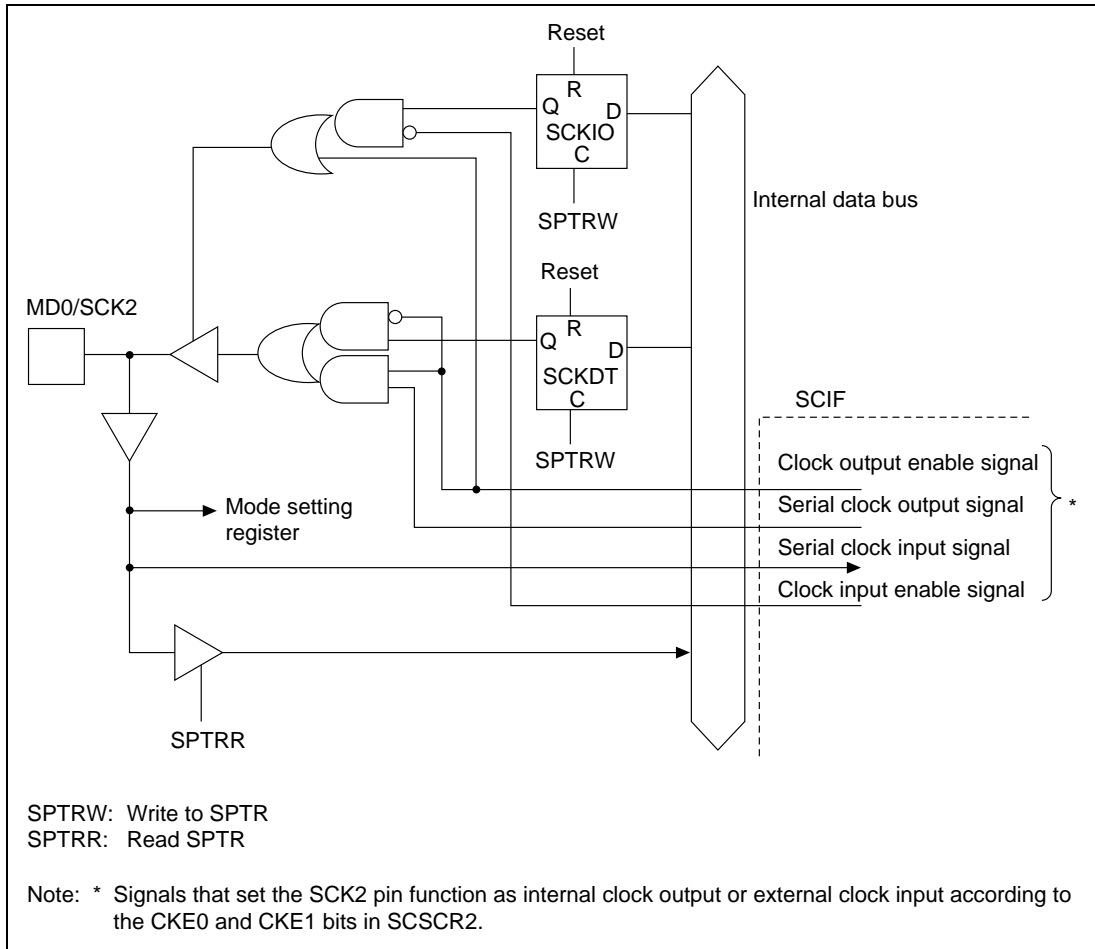 Reset
R
Q
D
SCKIO
C
SPTRW
Internal data bus
Reset
MD0/SCK2
R
Q
D
SCKDT
C
SPTRW
SCIF
Clock output enable signal
Serial clock output signal
*
Mode setting
register
Serial clock input signal
Clock input enable signal
SPTRR
SPTRW: Write to SPTR
SPTRR: Read SPTR
Note: * Signals that set the SCK2 pin function as internal clock output or external clock input according to
the CKE0 and CKE1 bits in SCSCR2.